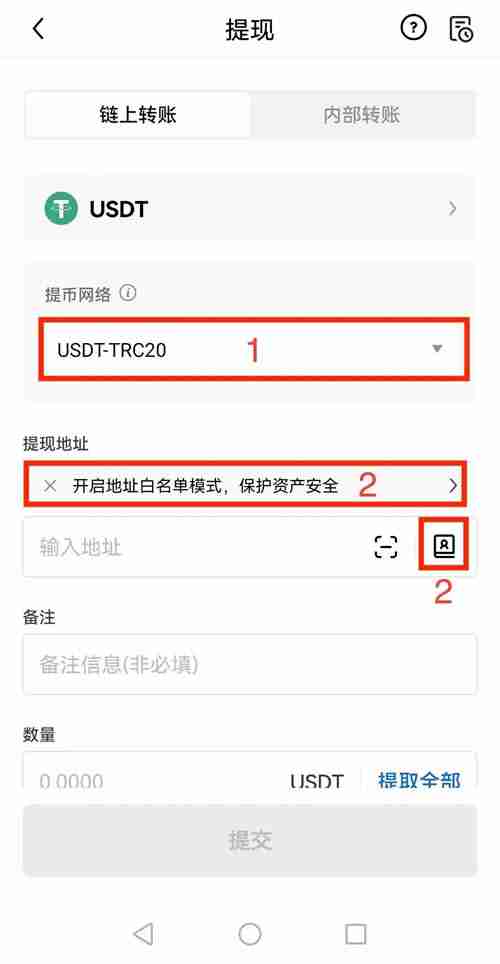 提现
链上转账 内部转账
USDT
提币网络
USDT-TRC20 1
提现地址
开启地址白名单模式，保护资产安全 2
输入地址
2
备注
备注信息(非必填)
数量
0.0000 USDT 提取全部
提交